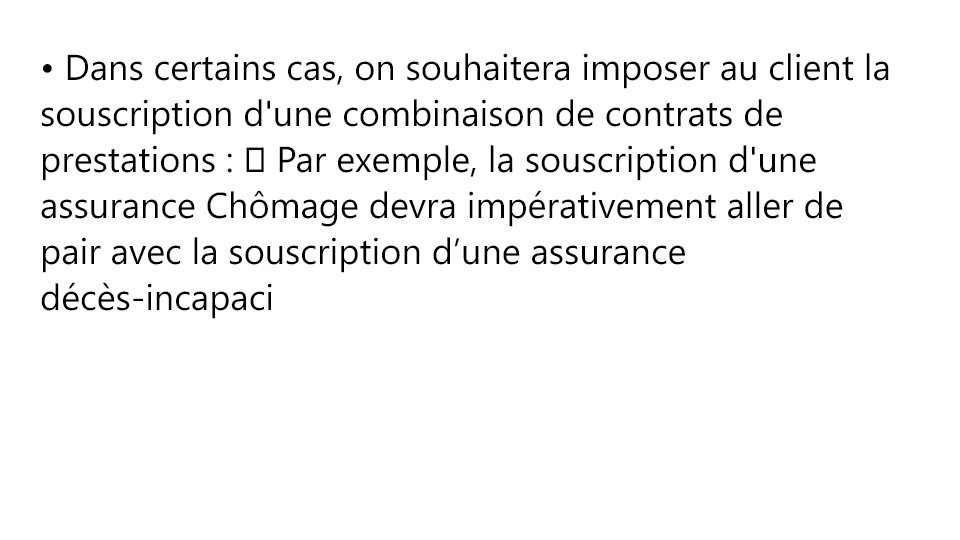 • Dans certains cas, on souhaitera imposer au client la
souscription d'une combinaison de contrats de
prestations :  Par exemple, la souscription d'une
assurance Chômage devra impérativement aller de
pair avec la souscription d’une assurance
décès-incapaci